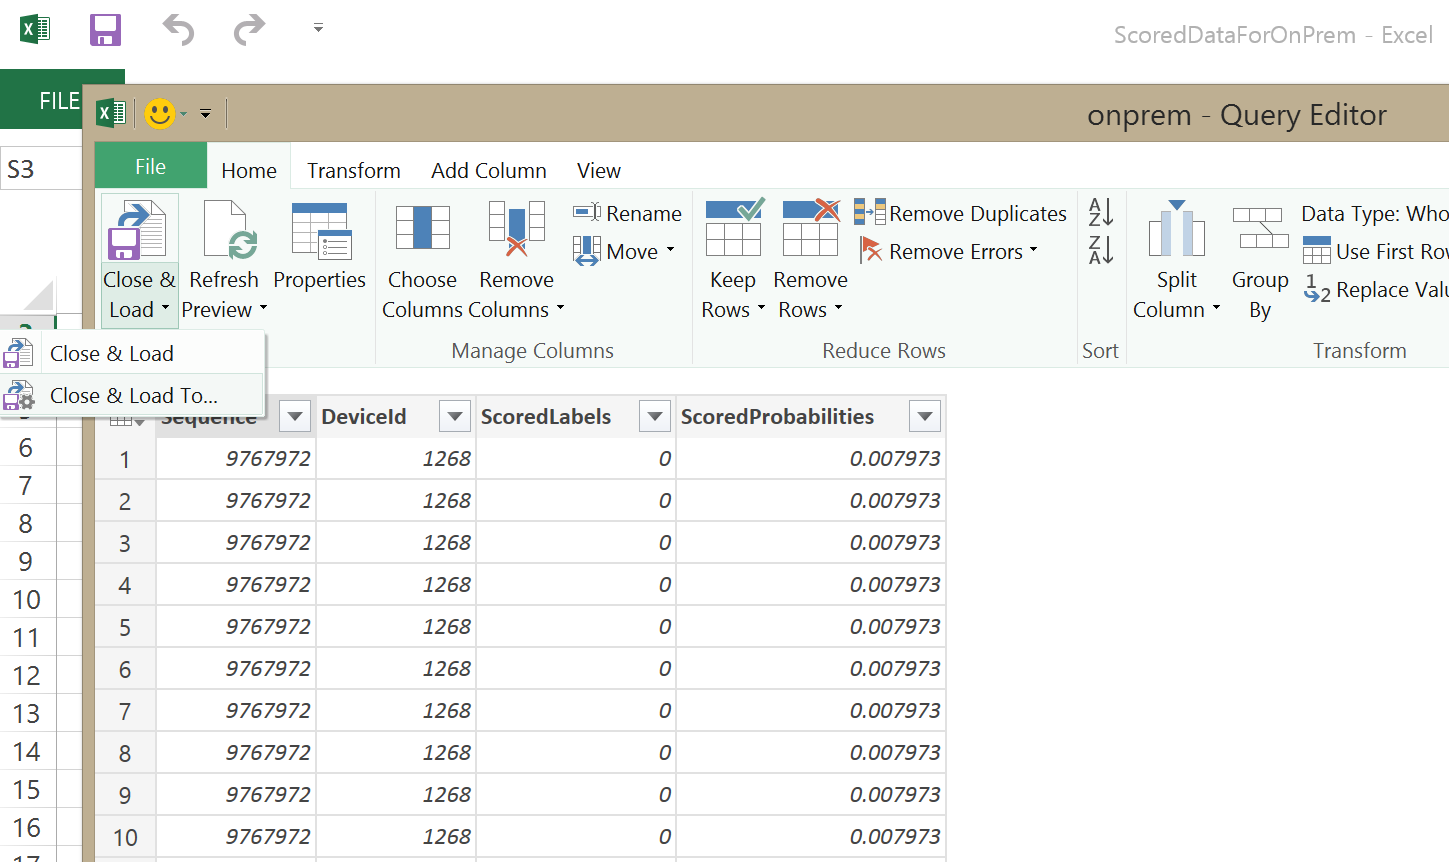 ScoredDataForOnPrem - Excel
FILE
onprem - Query Editor
S3
File Home Transform Add Column View
Close & Load
Refresh Preview
Properties
Choose Columns
Remove Columns
Rename
Move
Manage Columns
Keep Rows
Remove Rows
Remove Duplicates
Remove Errors
Reduce Rows
A
Z
Z
A
Sort
Split Column
Group By
Data Type: Who
Use First Row
1
2 Replace Valu
Transform
Close & Load
Close & Load To...
Sequence DeviceId ScoredLabels ScoredProbabilities
1 9767972 1268 0 0.007973
2 9767972 1268 0 0.007973
3 9767972 1268 0 0.007973
4 9767972 1268 0 0.007973
5 9767972 1268 0 0.007973
6 9767972 1268 0 0.007973
7 9767972 1268 0 0.007973
8 9767972 1268 0 0.007973
9 9767972 1268 0 0.007973
10 9767972 1268 0 0.007973
6
7
8
9
10
11
12
13
14
15
16
17